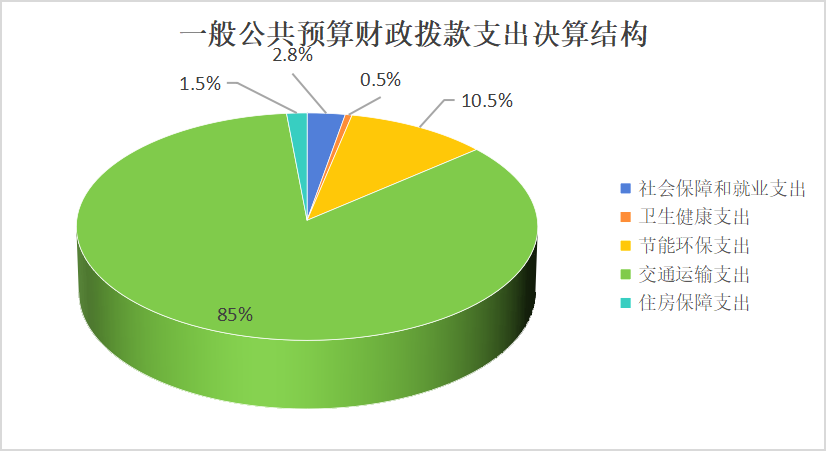 一般公共预算财政拨款支出决算结构
2.8%
1.5%
0.5%
10.5%
85%
社会保障和就业支出
卫生健康支出
节能环保支出
交通运输支出
住房保障支出